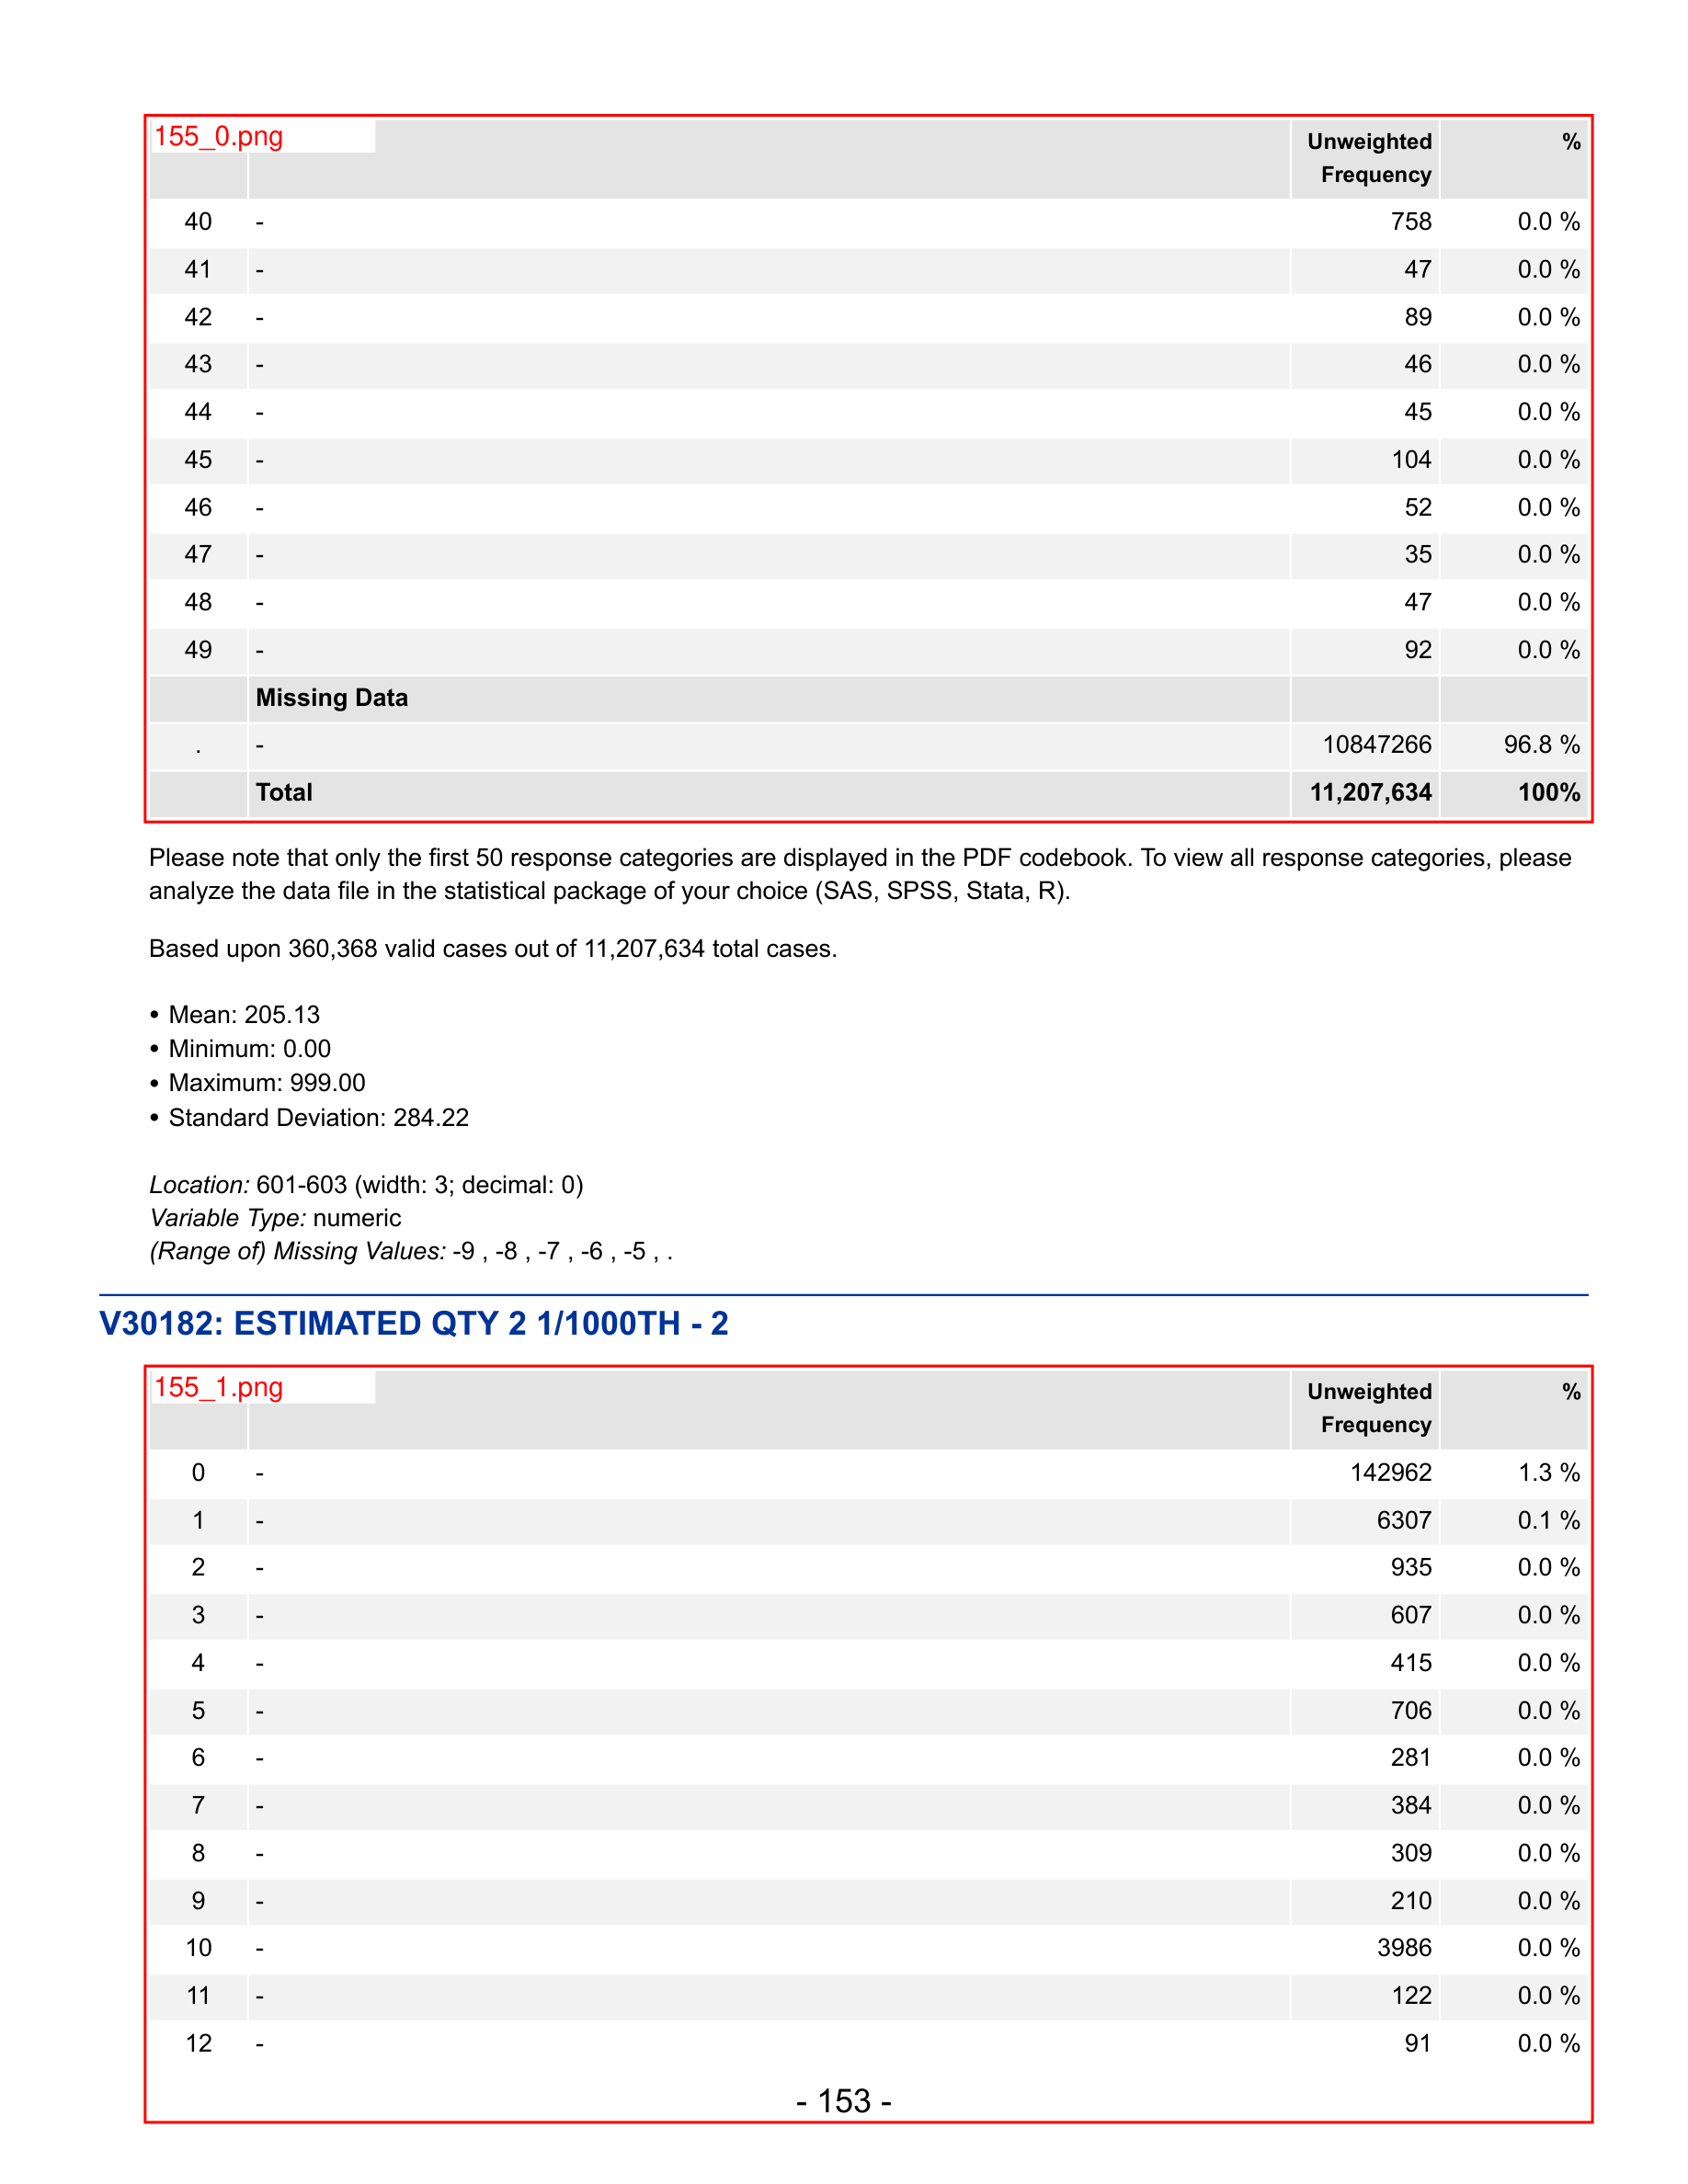 155_0.png
Unweighted Frequency %
40 - 758 0.0 %
41 - 47 0.0 %
42 - 89 0.0 %
43 - 46 0.0 %
44 - 45 0.0 %
45 - 104 0.0 %
46 - 52 0.0 %
47 - 35 0.0 %
48 - 47 0.0 %
49 - 92 0.0 %
Missing Data
. - 10847266 96.8 %
Total 11,207,634 100%
Please note that only the first 50 response categories are displayed in the PDF codebook. To view all response categories, please
analyze the data file in the statistical package of your choice (SAS, SPSS, Stata, R).
Based upon 360,368 valid cases out of 11,207,634 total cases.
• Mean: 205.13
• Minimum: 0.00
• Maximum: 999.00
• Standard Deviation: 284.22
Location: 601-603 (width: 3; decimal: 0)
Variable Type: numeric
(Range of) Missing Values: -9 , -8 , -7 , -6 , -5 , .
V30182: ESTIMATED QTY 2 1/1000TH - 2
155_1.png
Unweighted Frequency %
0 - 142962 1.3 %
1 - 6307 0.1 %
2 - 935 0.0 %
3 - 607 0.0 %
4 - 415 0.0 %
5 - 706 0.0 %
6 - 281 0.0 %
7 - 384 0.0 %
8 - 309 0.0 %
9 - 210 0.0 %
10 - 3986 0.0 %
11 - 122 0.0 %
12 - 91 0.0 %
- 153 -